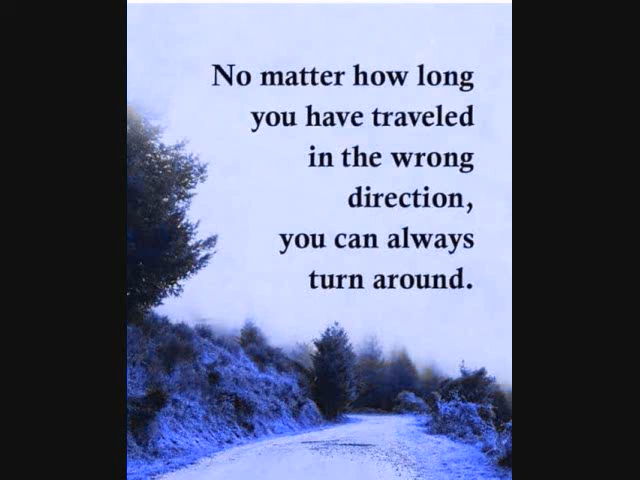 No matter how long
you have traveled
in the wrong
direction,
you can always
turn around.